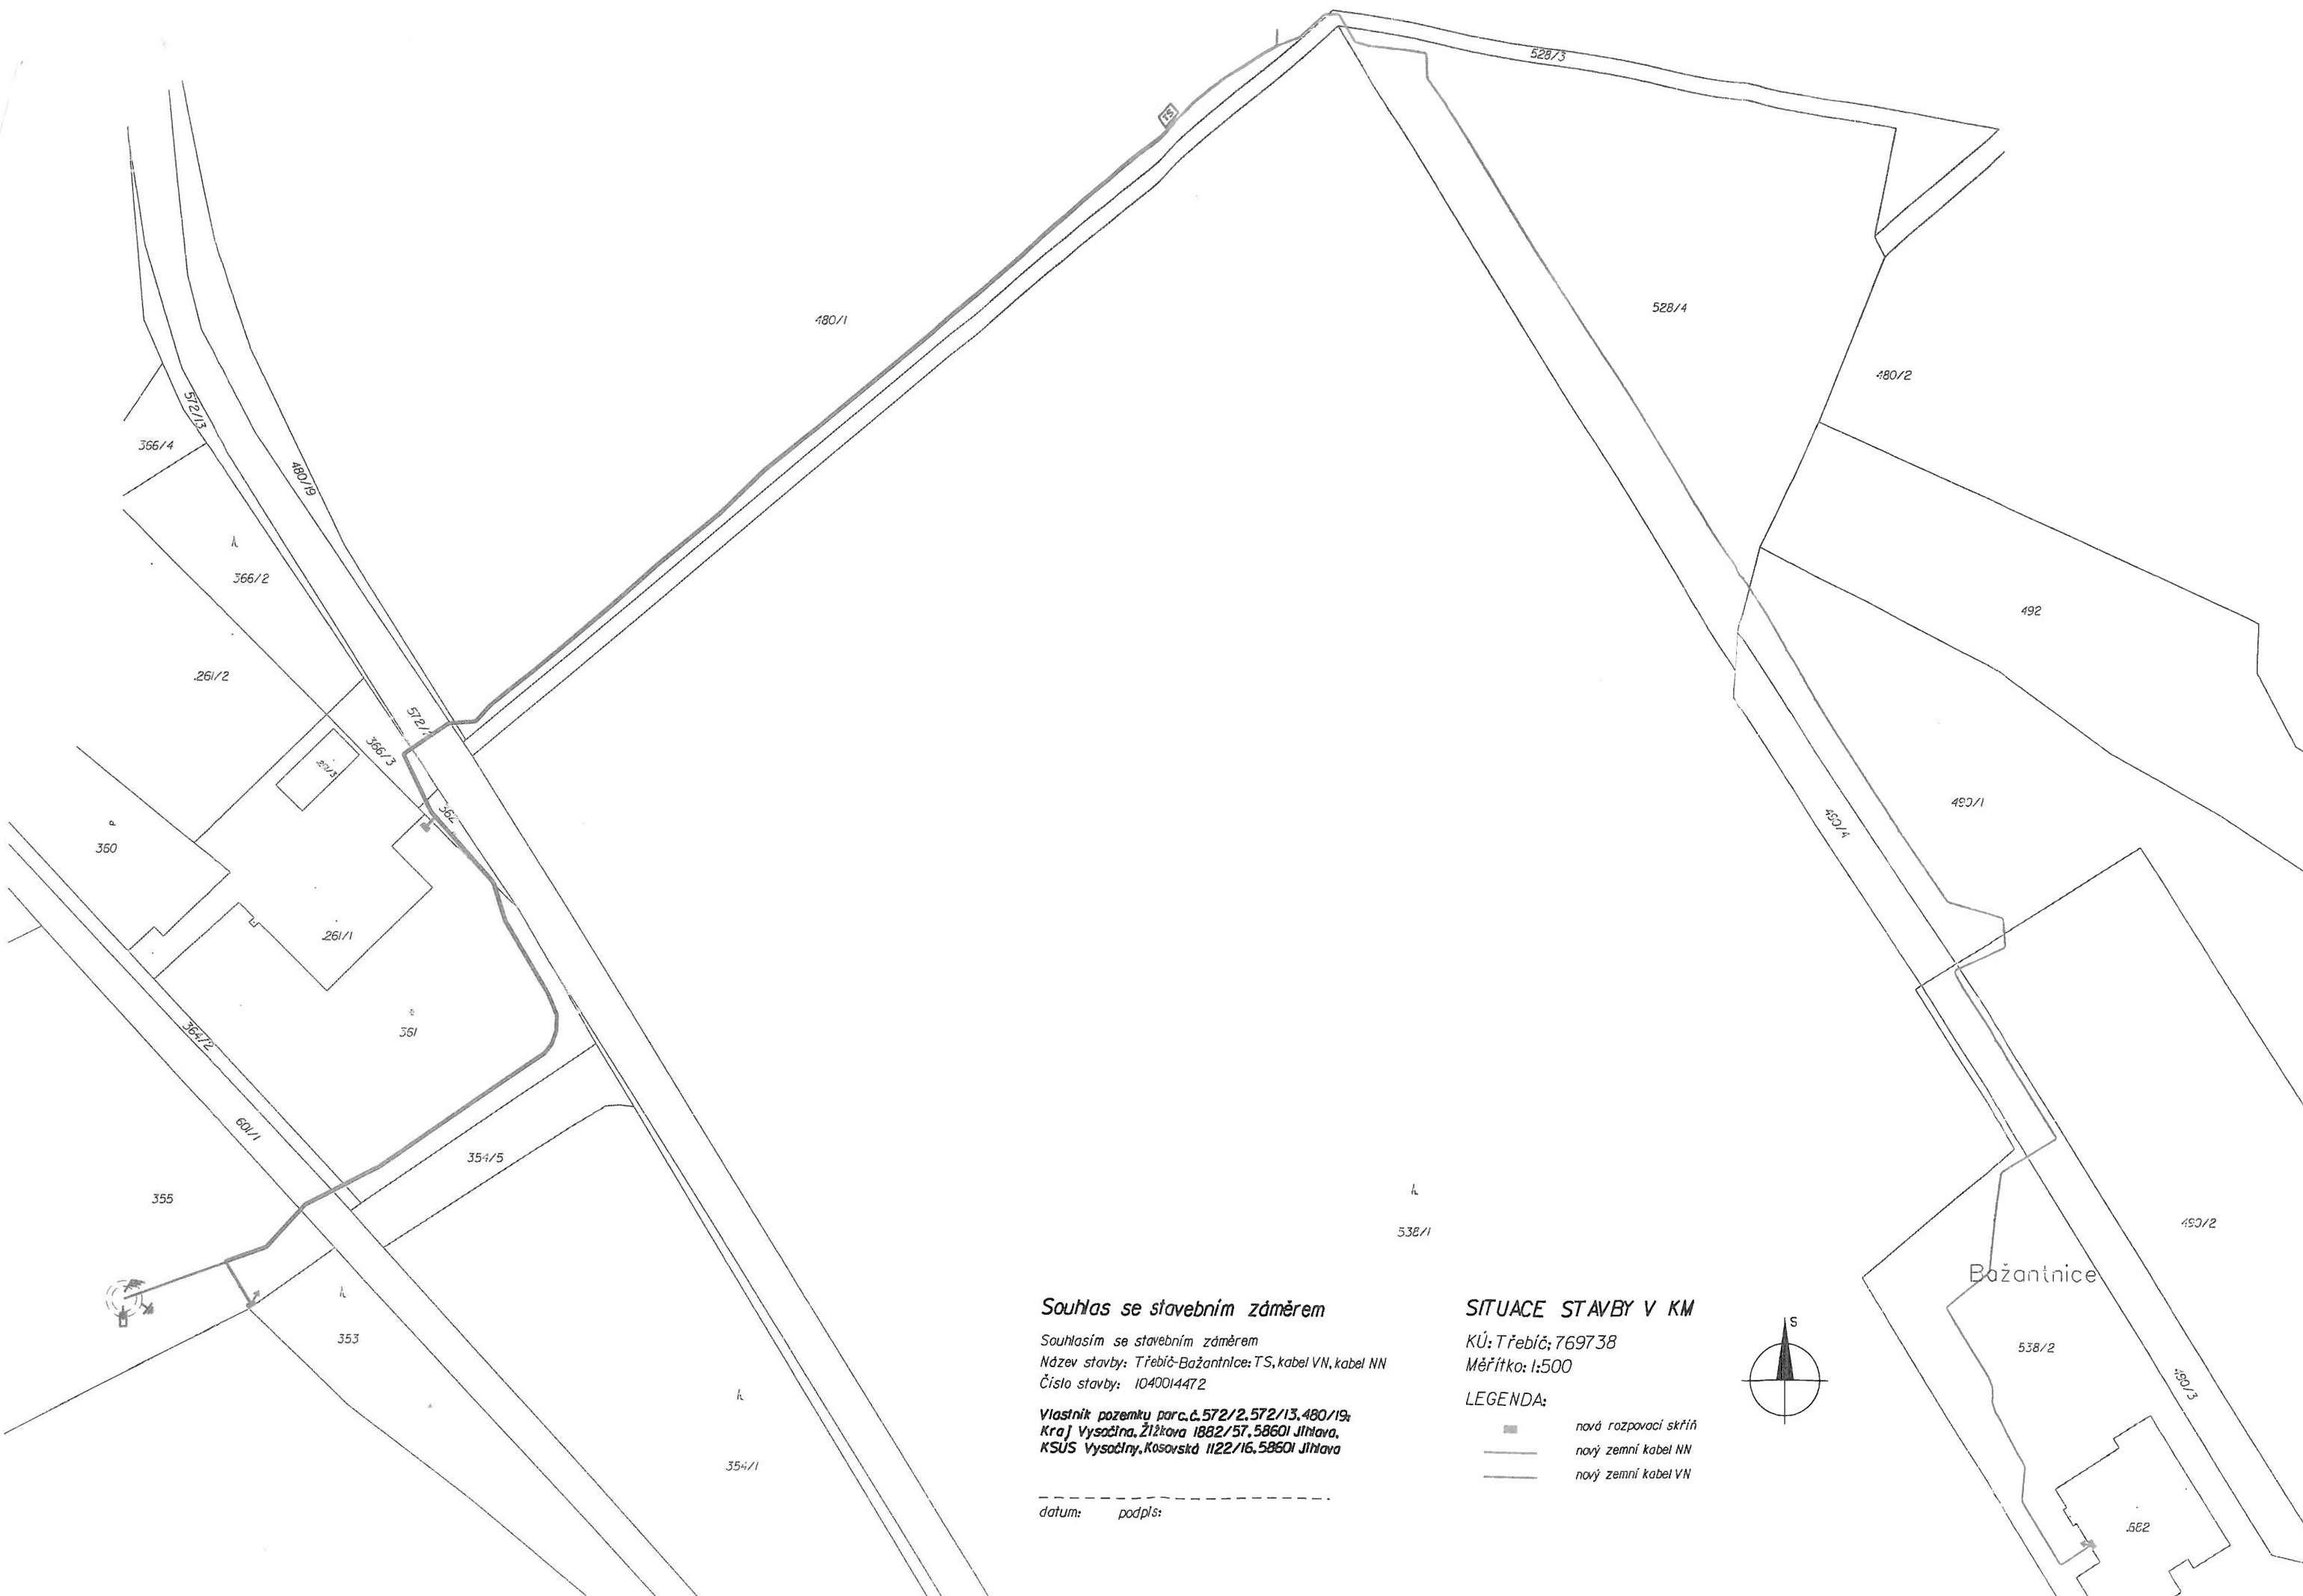 528/3
TS
480/1
528/4
480/2
572/13
366/4
480/19
366/2
492
.261/2
366/3
362
490/1
490/4
360
.261/1
361
364/2
601/1
354/5
355
538/1
490/2
Bažantnice
353
538/2
490/3
354/1
.682
Souhlas se stavebním záměrem
Souhlasím se stavebním záměrem
Název stavby: Třebíč-Bažantnice: TS, kabel VN, kabel NN
Číslo stavby: 1040014472
Vlastník pozemku parc.č.572/2,572/13,480/19:
Kraj Vysočina, Žižkova 1882/57, 58601 Jihlava,
KSÚS Vysočiny, Kosovská 1122/16, 58601 Jihlava
datum: podpis:
SITUACE STAVBY V KM
KÚ: Třebíč; 769738
Měřítko: 1:500
LEGENDA:
nová rozpovací skříň
nový zemní kabel NN
nový zemní kabel VN
S